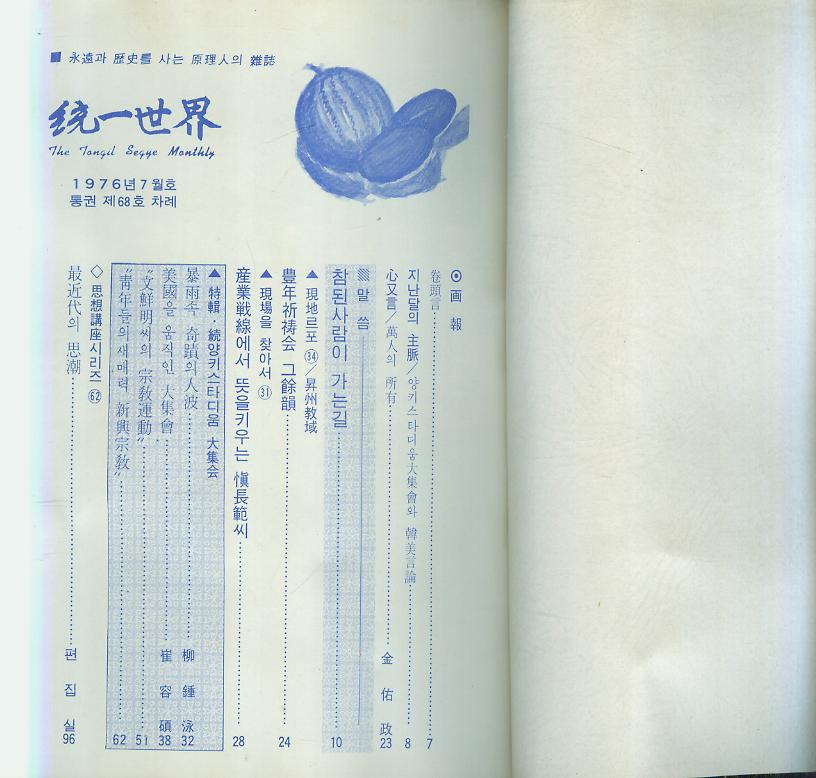 ■ 永遠과 歷史를 사는 原理人의 雜誌
統一世界
The Tongil Segye Monthly
1976년 7월호
통권 제68호 차례
◉ 画報
卷頭言 7
지난달의 主脈/양키스타디움大集會와 韓美言論 8
心又言/萬人의 所有 金佑政 23
▨ 말씀
참된사람이 가는길 10
▲ 現地르포 ㉞/昇州教域
豊年祈祷会 그餘韻 24
▲ 現場을 찾아서 ㉛
産業戦線에서 뜻을키우는 愼長範씨 28
▲ 特輯·続양키스타디움 大集会
暴雨속 奇蹟의人波 柳鍾泳 32
美國을 움직인 大集會 崔容碩 38
“文鮮明씨의 宗敎運動” 51
“靑年들의새매력 新興宗敎” 62
◇ 思想講座시리즈 62
最近代의 思潮 편집실 96